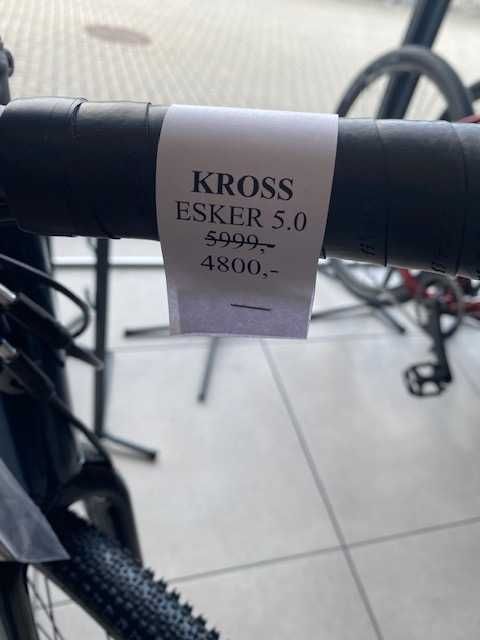 KROSS
ESKER 5.0
5999,-
4800,-